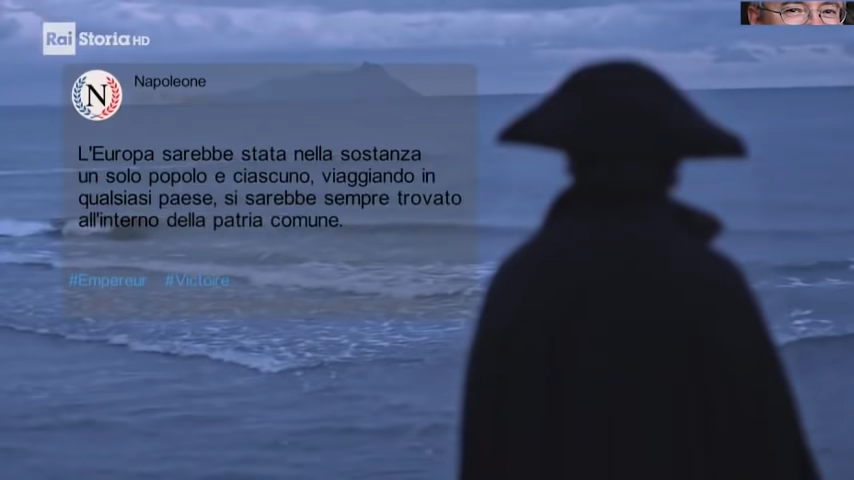 Rai Storia HD
N
Napoleone
L'Europa sarebbe stata nella sostanza
un solo popolo e ciascuno, viaggiando in
qualsiasi paese, si sarebbe sempre trovato
all'interno della patria comune.
#Empereur #Victoire